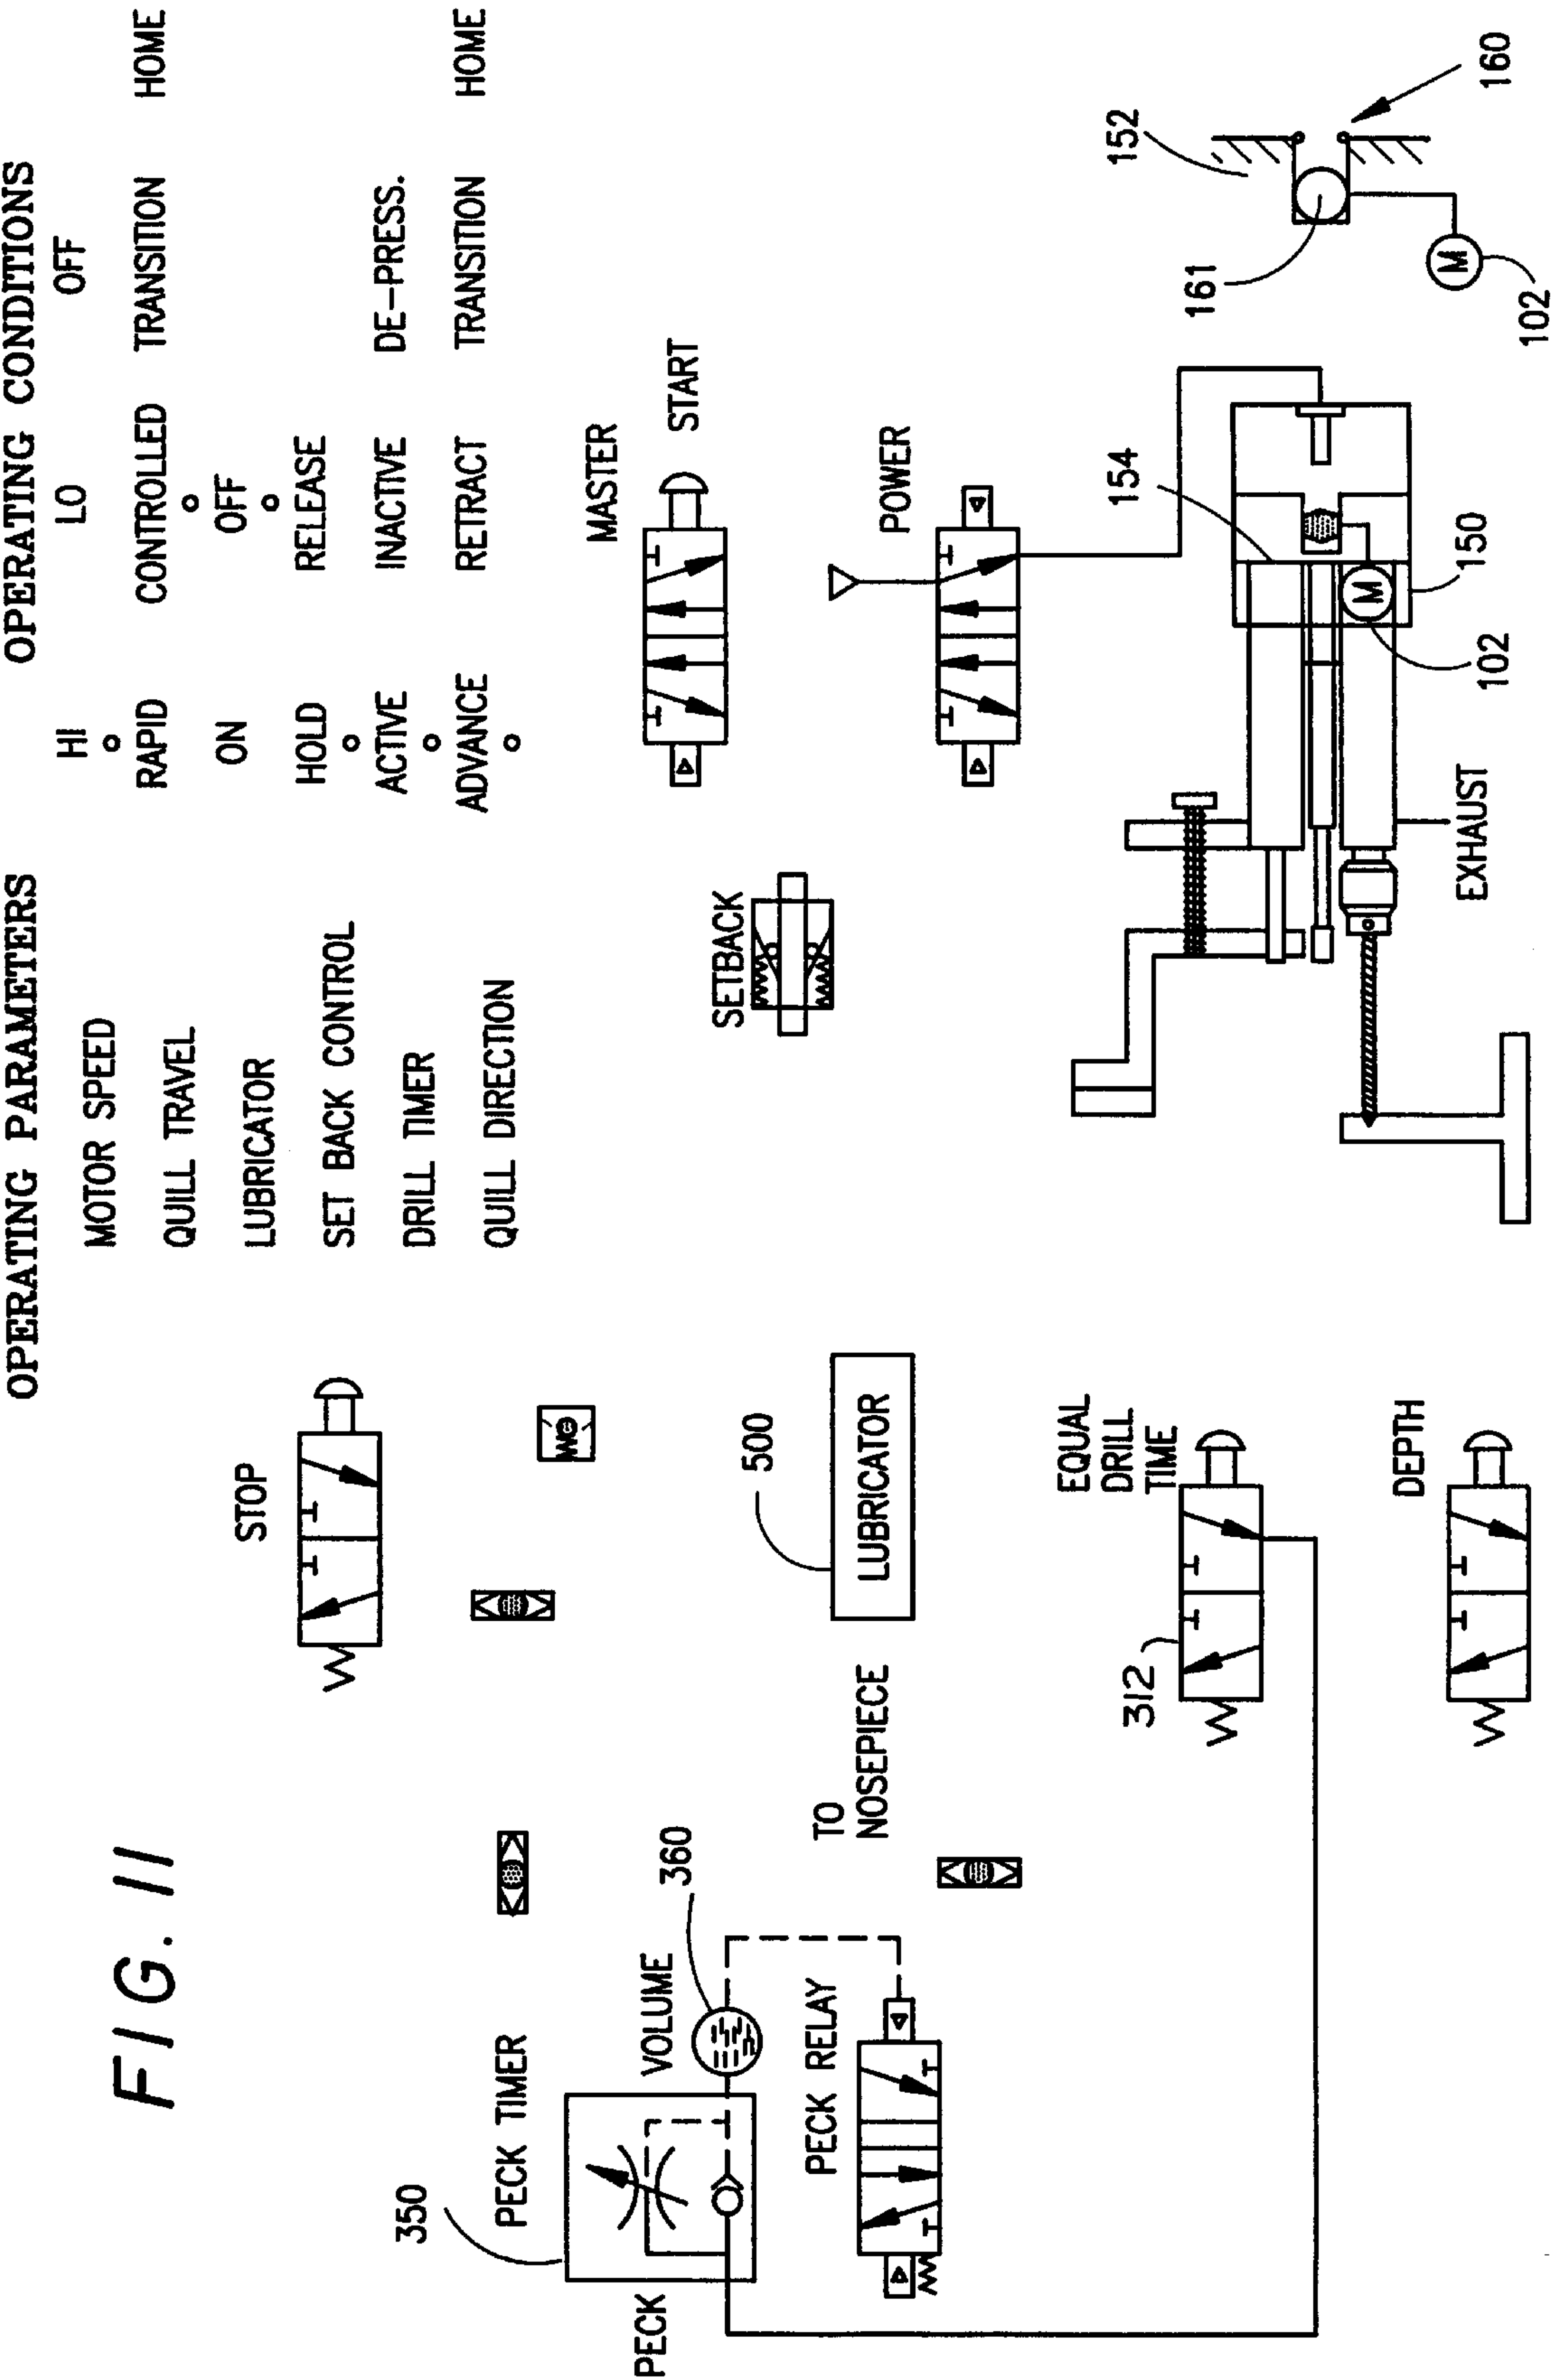 FIG. 11
OPERATING PARAMETERS
OPERATING CONDITIONS
MOTOR SPEED
HI
LO
OFF
QUILL TRAVEL
RAPID
CONTROLLED
TRANSITION
HOME
LUBRICATOR
ON
OFF
SET BACK CONTROL
HOLD
RELEASE
DRILL TIMER
ACTIVE
INACTIVE
DE-PRESS.
QUILL DIRECTION
ADVANCE
RETRACT
TRANSITION
HOME
STOP
350
PECK TIMER
PECK
VOLUME
360
PECK RELAY
TO
NOSEPIECE
500
LUBRICATOR
SETBACK
MASTER
START
POWER
312
EQUAL
DRILL
TIME
DEPTH
154
M
102
150
EXHAUST
152
161
160
M
102